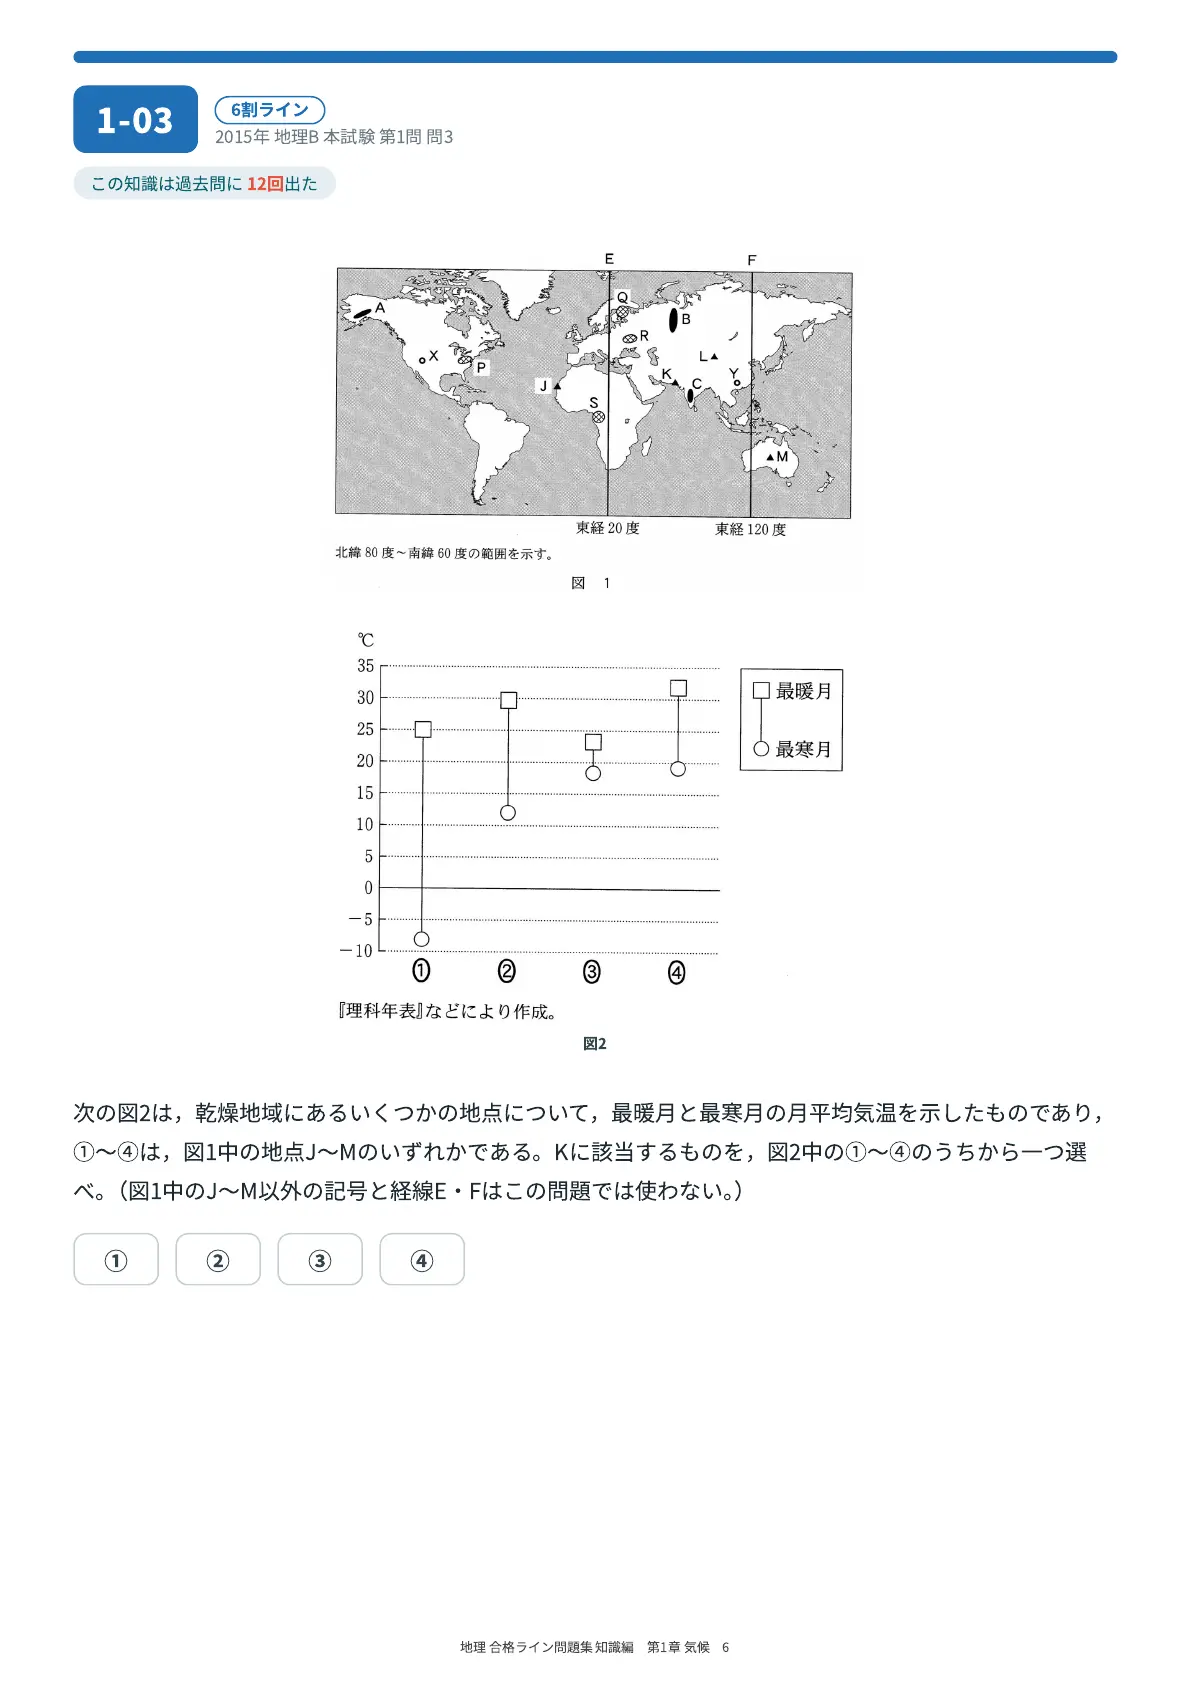 1-03
6割ライン
2015年 地理B 本試験 第1問 問3
この知識は過去問に 12回出た
E F
A
Q
B
R
X
P
L
K
Y
J
C
S
M
東経 20 度 東経 120 度
北緯 80 度～南緯 60 度の範囲を示す。
図 1
℃
35
30
25
20
15
10
5
0
－5
－10
① ② ③ ④
最暖月
最寒月
『理科年表』などにより作成。
図2
次の図2は，乾燥地域にあるいくつかの地点について，最暖月と最寒月の月平均気温を示したものであり，
①～④は，図1中の地点J～Mのいずれかである。Kに該当するものを，図2中の①～④のうちから一つ選
べ。（図1中のJ～M以外の記号と経線E・Fはこの問題では使わない。）
① ② ③ ④
地理 合格ライン問題集 知識編 第1章 気候 6